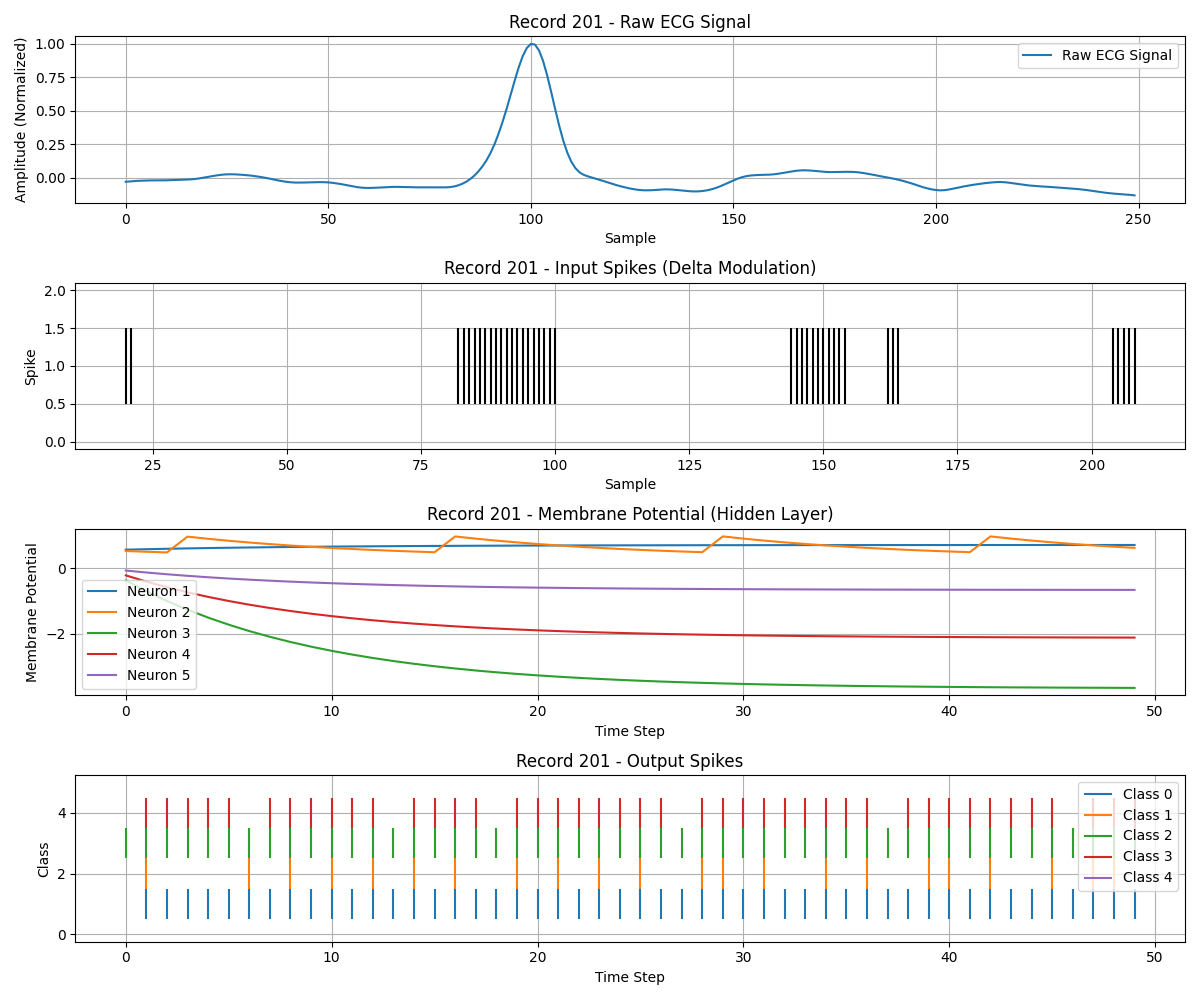 Record 201 - Raw ECG Signal
Amplitude (Normalized)
1.00
0.75
0.50
0.25
0.00
Raw ECG Signal
0 50 100 150 200 250
Sample
Record 201 - Input Spikes (Delta Modulation)
Spike
2.0
1.5
1.0
0.5
0.0
25 50 75 100 125 150 175 200
Sample
Record 201 - Membrane Potential (Hidden Layer)
Membrane Potential
0
−2
Neuron 1
Neuron 2
Neuron 3
Neuron 4
Neuron 5
0 10 20 30 40 50
Time Step
Record 201 - Output Spikes
Class
4
2
0
Class 0
Class 1
Class 2
Class 3
Class 4
0 10 20 30 40 50
Time Step